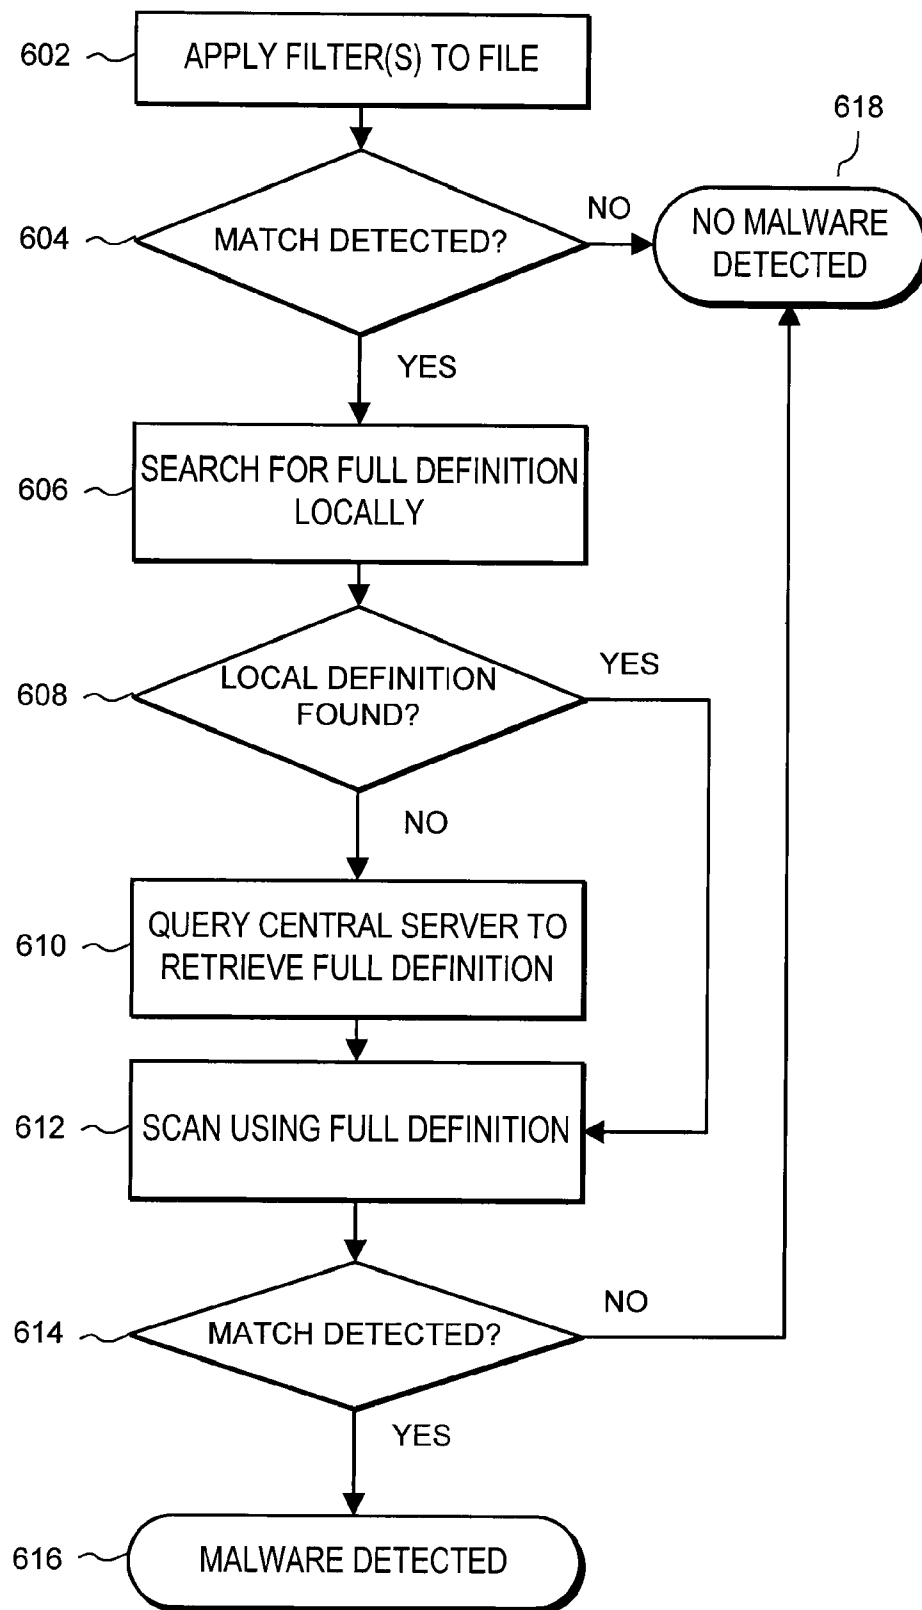 602
APPLY FILTER(S) TO FILE
618
604
MATCH DETECTED?
NO
NO MALWARE
DETECTED
YES
606
SEARCH FOR FULL DEFINITION
LOCALLY
608
LOCAL DEFINITION
FOUND?
YES
NO
610
QUERY CENTRAL SERVER TO
RETRIEVE FULL DEFINITION
612
SCAN USING FULL DEFINITION
614
MATCH DETECTED?
NO
YES
616
MALWARE DETECTED